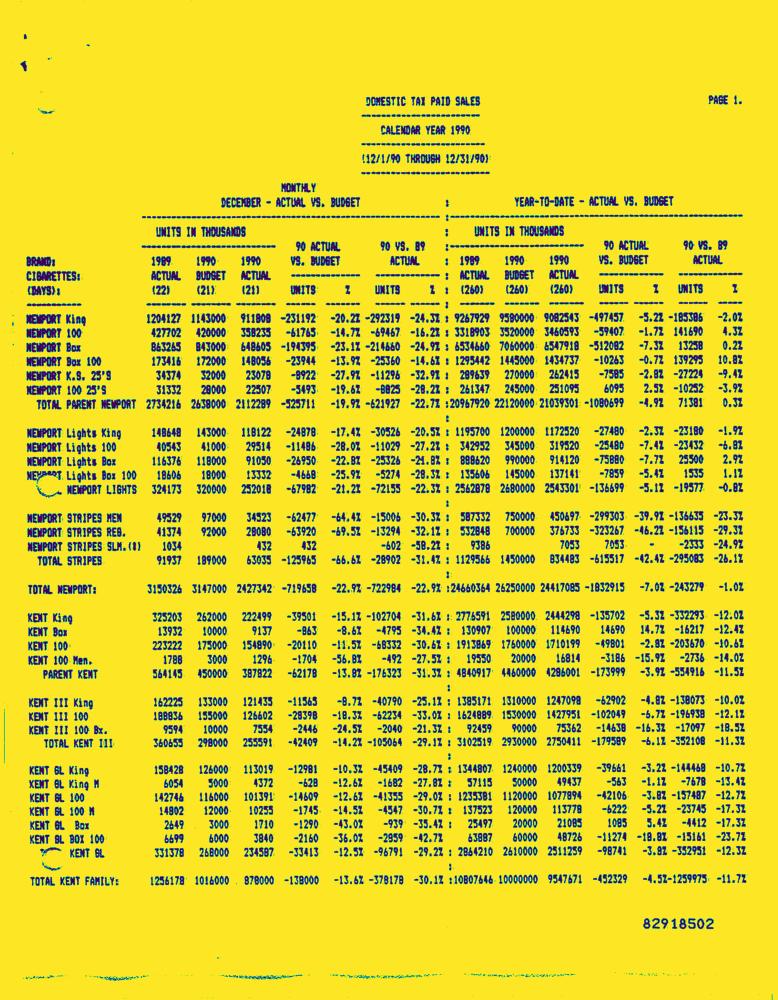 DOMESTIC TAX PAID SALES PAGE 1.
CALENDAR YEAR 1990
(12/1/90 THROUGH 12/31/90)
MONTHLY
DECEMBER - ACTUAL VS. BUDGET : YEAR-TO-DATE - ACTUAL VS. BUDGET
UNITS IN THOUSANDS : UNITS IN THOUSANDS
90 ACTUAL 90 VS. 89 : 90 ACTUAL 90 VS. 89
BRAND: 1989 1990 1990 VS. BUDGET ACTUAL : 1989 1990 1990 VS. BUDGET ACTUAL
CIGARETTES: ACTUAL BUDGET ACTUAL : ACTUAL BUDGET ACTUAL
(DAYS): (22) (21) (21) UNITS % UNITS % : (260) (260) (260) UNITS % UNITS %
NEWPORT King 1204127 1143000 911808 -231192 -20.2% -292319 -24.3% : 9267929 9580000 9082543 -497457 -5.2% -185386 -2.0%
NEWPORT 100 427702 420000 358235 -61765 -14.7% -69467 -16.2% : 3318903 3520000 3460593 -59407 -1.7% 141690 4.3%
NEWPORT Box 863265 843000 648605 -194395 -23.1% -214660 -24.9% : 6534660 7060000 6547918 -512082 -7.3% 13258 0.2%
NEWPORT Box 100 173416 172000 148056 -23944 -13.9% -25360 -14.6% : 1295442 1445000 1434737 -10263 -0.7% 139295 10.8%
NEWPORT K.S. 25'S 34374 32000 23078 -8922 -27.9% -11296 -32.9% : 289639 270000 262415 -7585 -2.8% -27224 -9.4%
NEWPORT 100 25'S 31332 28000 22507 -5493 -19.6% -8825 -28.2% : 261347 245000 251095 6095 2.5% -10252 -3.9%
TOTAL PARENT NEWPORT 2734216 2638000 2112289 -525711 -19.9% -621927 -22.7% :20967920 22120000 21039301 -1080699 -4.9% 71381 0.3%
NEWPORT Lights King 148648 143000 118122 -24878 -17.4% -30526 -20.5% : 1195700 1200000 1172520 -27480 -2.3% -23180 -1.9%
NEWPORT Lights 100 40543 41000 29514 -11486 -28.0% -11029 -27.2% : 342952 345000 319520 -25480 -7.4% -23432 -6.8%
NEWPORT Lights Box 116376 118000 91050 -26950 -22.8% -25326 -21.8% : 888620 990000 914120 -75880 -7.7% 25500 2.9%
NEWPORT Lights Box 100 18606 18000 13332 -4668 -25.9% -5274 -28.3% : 135606 145000 137141 -7859 -5.4% 1535 1.1%
NEWPORT LIGHTS 324173 320000 252018 -67982 -21.2% -72155 -22.3% : 2562878 2680000 2543301 -136699 -5.1% -19577 -0.8%
NEWPORT STRIPES MEN 49529 97000 34523 -62477 -64.4% -15006 -30.3% : 587332 750000 450697 -299303 -39.9% -136635 -23.3%
NEWPORT STRIPES REG. 41374 92000 28080 -63920 -69.5% -13294 -32.1% : 532848 700000 376733 -323267 -46.2% -156115 -29.3%
NEWPORT STRIPES SLM. 1034 432 432 -602 -58.2% : 9386 7053 7053 - -2333 -24.9%
TOTAL STRIPES 91937 189000 63035 -125965 -66.6% -28902 -31.4% : 1129566 1450000 834483 -615517 -42.4% -295083 -26.1%
TOTAL NEWPORT: 3150326 3147000 2427342 -719658 -22.9% -722984 -22.9% :24660364 26250000 24417085 -1832915 -7.0% -243279 -1.0%
KENT King 325203 262000 222499 -39501 -15.1% -102704 -31.6% : 2776591 2580000 2444298 -135702 -5.3% -332293 -12.0%
KENT Box 13932 10000 9137 -863 -8.6% -4795 -34.4% : 130907 100000 114690 14690 14.7% -16217 -12.4%
KENT 100 223222 175000 154890 -20110 -11.5% -68332 -30.6% : 1913869 1760000 1710199 -49801 -2.8% -203670 -10.6%
KENT 100 Men. 1788 3000 1296 -1704 -56.8% -492 -27.5% : 19550 20000 16814 -3186 -15.9% -2736 -14.0%
PARENT KENT 564145 450000 387822 -62178 -13.8% -176323 -31.3% : 4840917 4460000 4286001 -173999 -3.9% -554916 -11.5%
KENT III King 162225 133000 121435 -11565 -8.7% -40790 -25.1% : 1385171 1310000 1247098 -62902 -4.8% -138073 -10.0%
KENT III 100 188836 155000 126602 -28398 -18.3% -62234 -33.0% : 1624889 1530000 1427951 -102049 -6.7% -196938 -12.1%
KENT III 100 Bx. 9594 10000 7554 -2446 -24.5% -2040 -21.3% : 92459 90000 75362 -14638 -16.3% -17097 -18.5%
TOTAL KENT III 360655 298000 255591 -42409 -14.2% -105064 -29.1% : 3102519 2930000 2750411 -179589 -6.1% -352108 -11.3%
KENT GL King 158428 126000 113019 -12981 -10.3% -45409 -28.7% : 1344807 1240000 1200339 -39661 -3.2% -144468 -10.7%
KENT GL King M 6054 5000 4372 -628 -12.6% -1682 -27.8% : 57115 50000 49437 -563 -1.1% -7678 -13.4%
KENT GL 100 142746 116000 101391 -14609 -12.6% -41355 -29.0% : 1235381 1120000 1077894 -42106 -3.8% -157487 -12.7%
KENT GL 100 M 14802 12000 10255 -1745 -14.5% -4547 -30.7% : 137523 120000 113778 -6222 -5.2% -23745 -17.3%
KENT GL Box 2649 3000 1710 -1290 -43.0% -939 -35.4% : 25497 20000 21085 1085 5.4% -4412 -17.3%
KENT GL BOX 100 6699 6000 3840 -2160 -36.0% -2859 -42.7% : 63887 60000 48726 -11274 -18.8% -15161 -23.7%
KENT GL 331378 268000 234587 -33413 -12.5% -96791 -29.2% : 2864210 2610000 2511259 -98741 -3.8% -352951 -12.3%
TOTAL KENT FAMILY: 1256178 1016000 878000 -138000 -13.6% -378178 -30.1% :10807646 10000000 9547671 -452329 -4.5% -1259975 -11.7%
82918502